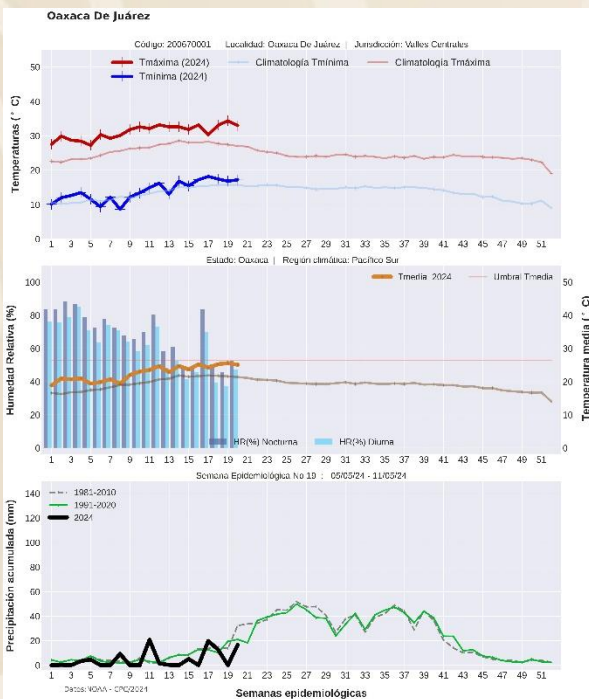 Oaxaca De Juárez
Código: 200670001 Localidad: Oaxaca De Juárez | Jurisdicción: Valles Centrales
Tmáxima (2024) Climatología Tmínima Climatología Tmáxima
Tmínima (2024)
Temperaturas (° C)
50
40
30
20
10
0
1 3 5 7 9 11 13 15 17 19 21 23 25 27 29 31 33 35 37 39 41 43 45 47 49 51
Estado: Oaxaca | Región climática: Pacífico Sur
Tmedia 2024 Umbral Tmedia
Humedad Relativa (%)
100
80
60
40
20
0
Temperatura media (° C)
50
40
30
20
10
0
HR(%) Nocturna HR(%) Diurna
1 3 5 7 9 11 13 15 17 19 21 23 25 27 29 31 33 35 37 39 41 43 45 47 49 51
Semana Epidemiológica No 19 : 05/05/24 - 11/05/24
1981-2010
1991-2020
2024
Precipitación acumulada (mm)
140
120
100
80
60
40
20
0
1 3 5 7 9 11 13 15 17 19 21 23 25 27 29 31 33 35 37 39 41 43 45 47 49 51
Datos: NOAA - CPC/2024
Semanas epidemiológicas